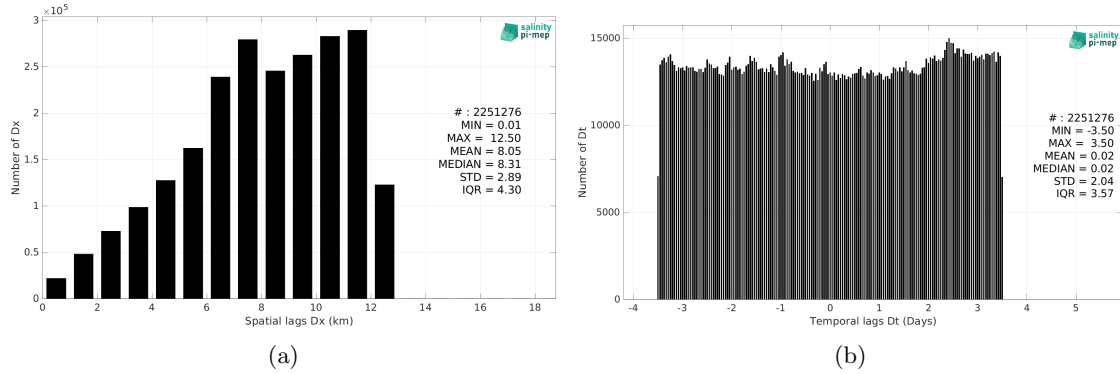 ×10⁵
3
2.5
2
1.5
1
0.5
0
Number of Dx
0 2 4 6 8 10 12 14 16 18
Spatial lags Dx (km)
salinity
pi-mep
# : 2251276
MIN = 0.01
MAX = 12.50
MEAN = 8.05
MEDIAN = 8.31
STD = 2.89
IQR = 4.30
(a)
15000
10000
5000
0
Number of Dt
-4 -3 -2 -1 0 1 2 3 4 5
Temporal lags Dt (Days)
salinity
pi-mep
# : 2251276
MIN = -3.50
MAX = 3.50
MEAN = 0.02
MEDIAN = 0.02
STD = 2.04
IQR = 3.57
(b)